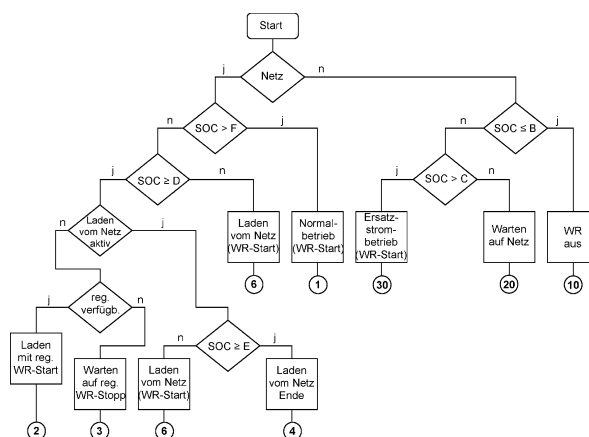 Start
j
Netz
n
n
SOC > F
j
n
SOC ≤ B
j
j
SOC ≥ D
n
j
SOC > C
n
n
Laden
vom Netz
aktiv
j
Laden
vom Netz
(WR-Start)
Normal-
betrieb
(WR-Start)
Ersatz-
strom-
betrieb
(WR-Start)
Warten
auf Netz
WR
aus
6
1
30
20
10
j
reg.
verfügb.
n
n
SOC ≥ E
j
Laden
mit reg.
WR-Start
Warten
auf reg.
WR-Stopp
Laden
vom Netz
(WR-Start)
Laden
vom Netz
Ende
2
3
6
4